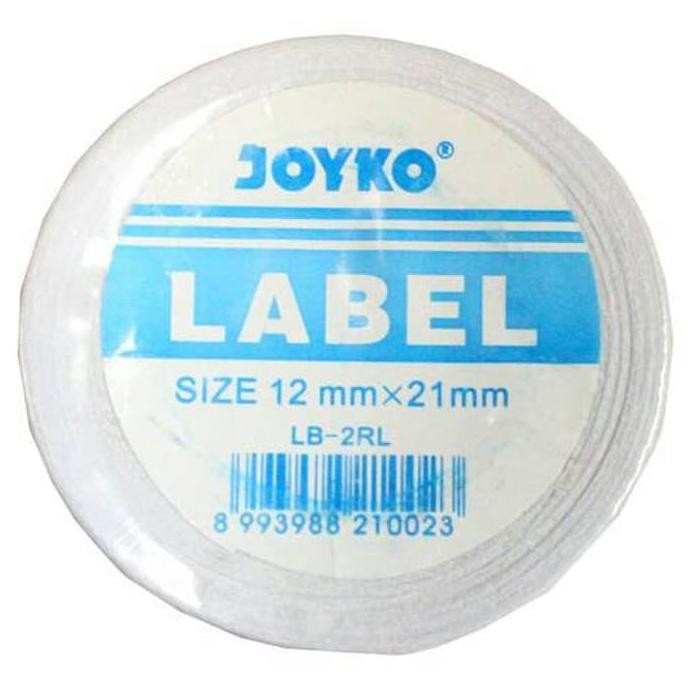 JOYKO®
LABEL
SIZE 12 mm×21mm
LB-2RL
8 993988 210023